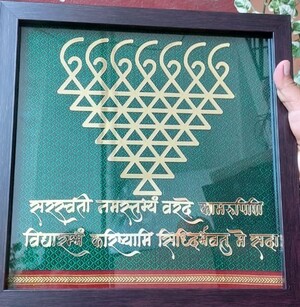 सरस्वती नमस्तुभ्यं वरदे कामरूपिणि
विद्यारम्भं करिष्यामि सिद्धिर्भवतु मे सदा